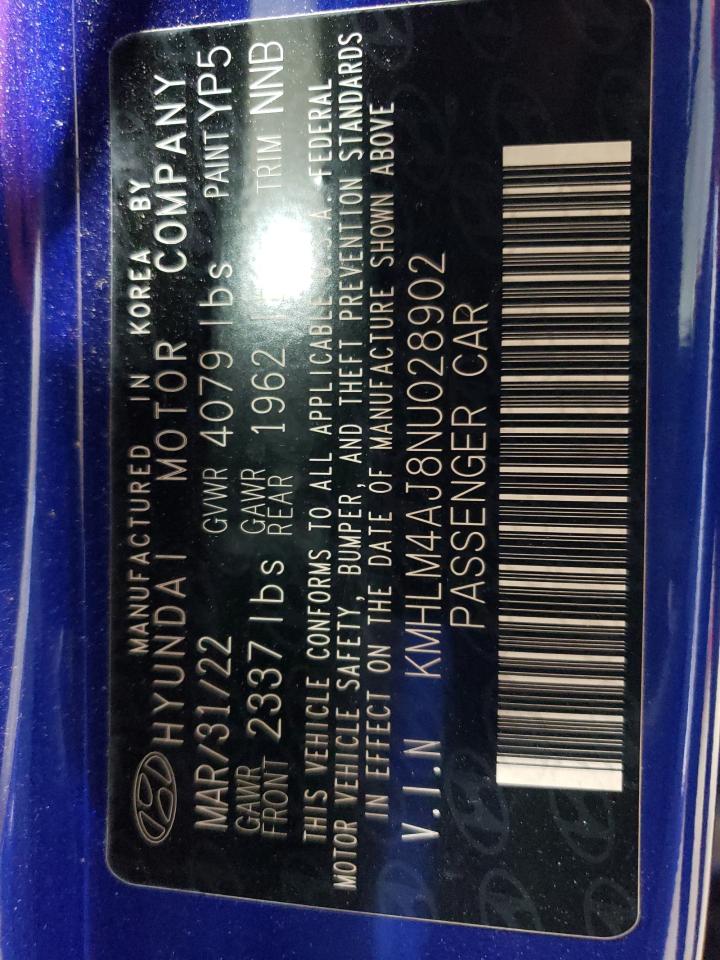 MANUFACTURED IN KOREA BY
HYUNDAI MOTOR COMPANY
MAR/31/22 GVWR 4079 lbs PAINT YP5
GAWR FRONT 2337 lbs GAWR REAR 1962 TRIM NNB
THIS VEHICLE CONFORMS TO ALL APPLICABLE U.S.A. FEDERAL
MOTOR VEHICLE SAFETY, BUMPER, AND THEFT PREVENTION STANDARDS
IN EFFECT ON THE DATE OF MANUFACTURE SHOWN ABOVE
V.I.N KMHLM4AJ8NU028902
PASSENGER CAR